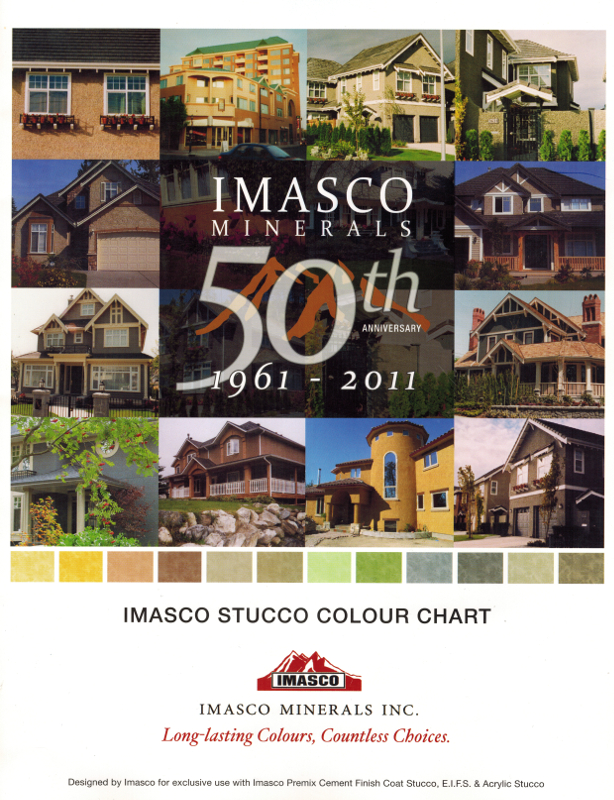 IMASCO
MINERALS
50th
ANNIVERSARY
1961 - 2011
IMASCO STUCCO COLOUR CHART
IMASCO
IMASCO MINERALS INC.
Long-lasting Colours, Countless Choices.
Designed by Imasco for exclusive use with Imasco Premix Cement Finish Coat Stucco, E.I.F.S. & Acrylic Stucco